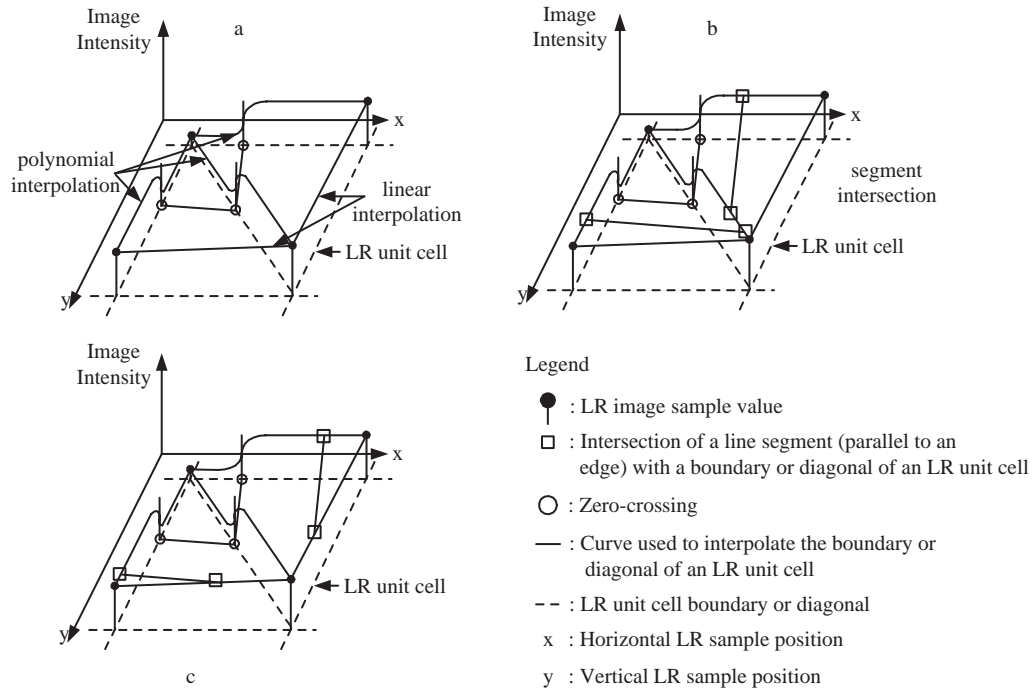 Image
Intensity
a
x
polynomial
interpolation
linear
interpolation
LR unit cell
y
Image
Intensity
b
x
segment
intersection
LR unit cell
y
Image
Intensity
x
LR unit cell
y
c
Legend
: LR image sample value
: Intersection of a line segment (parallel to an
edge) with a boundary or diagonal of an LR unit cell
: Zero-crossing
: Curve used to interpolate the boundary or
diagonal of an LR unit cell
: LR unit cell boundary or diagonal
x : Horizontal LR sample position
y : Vertical LR sample position